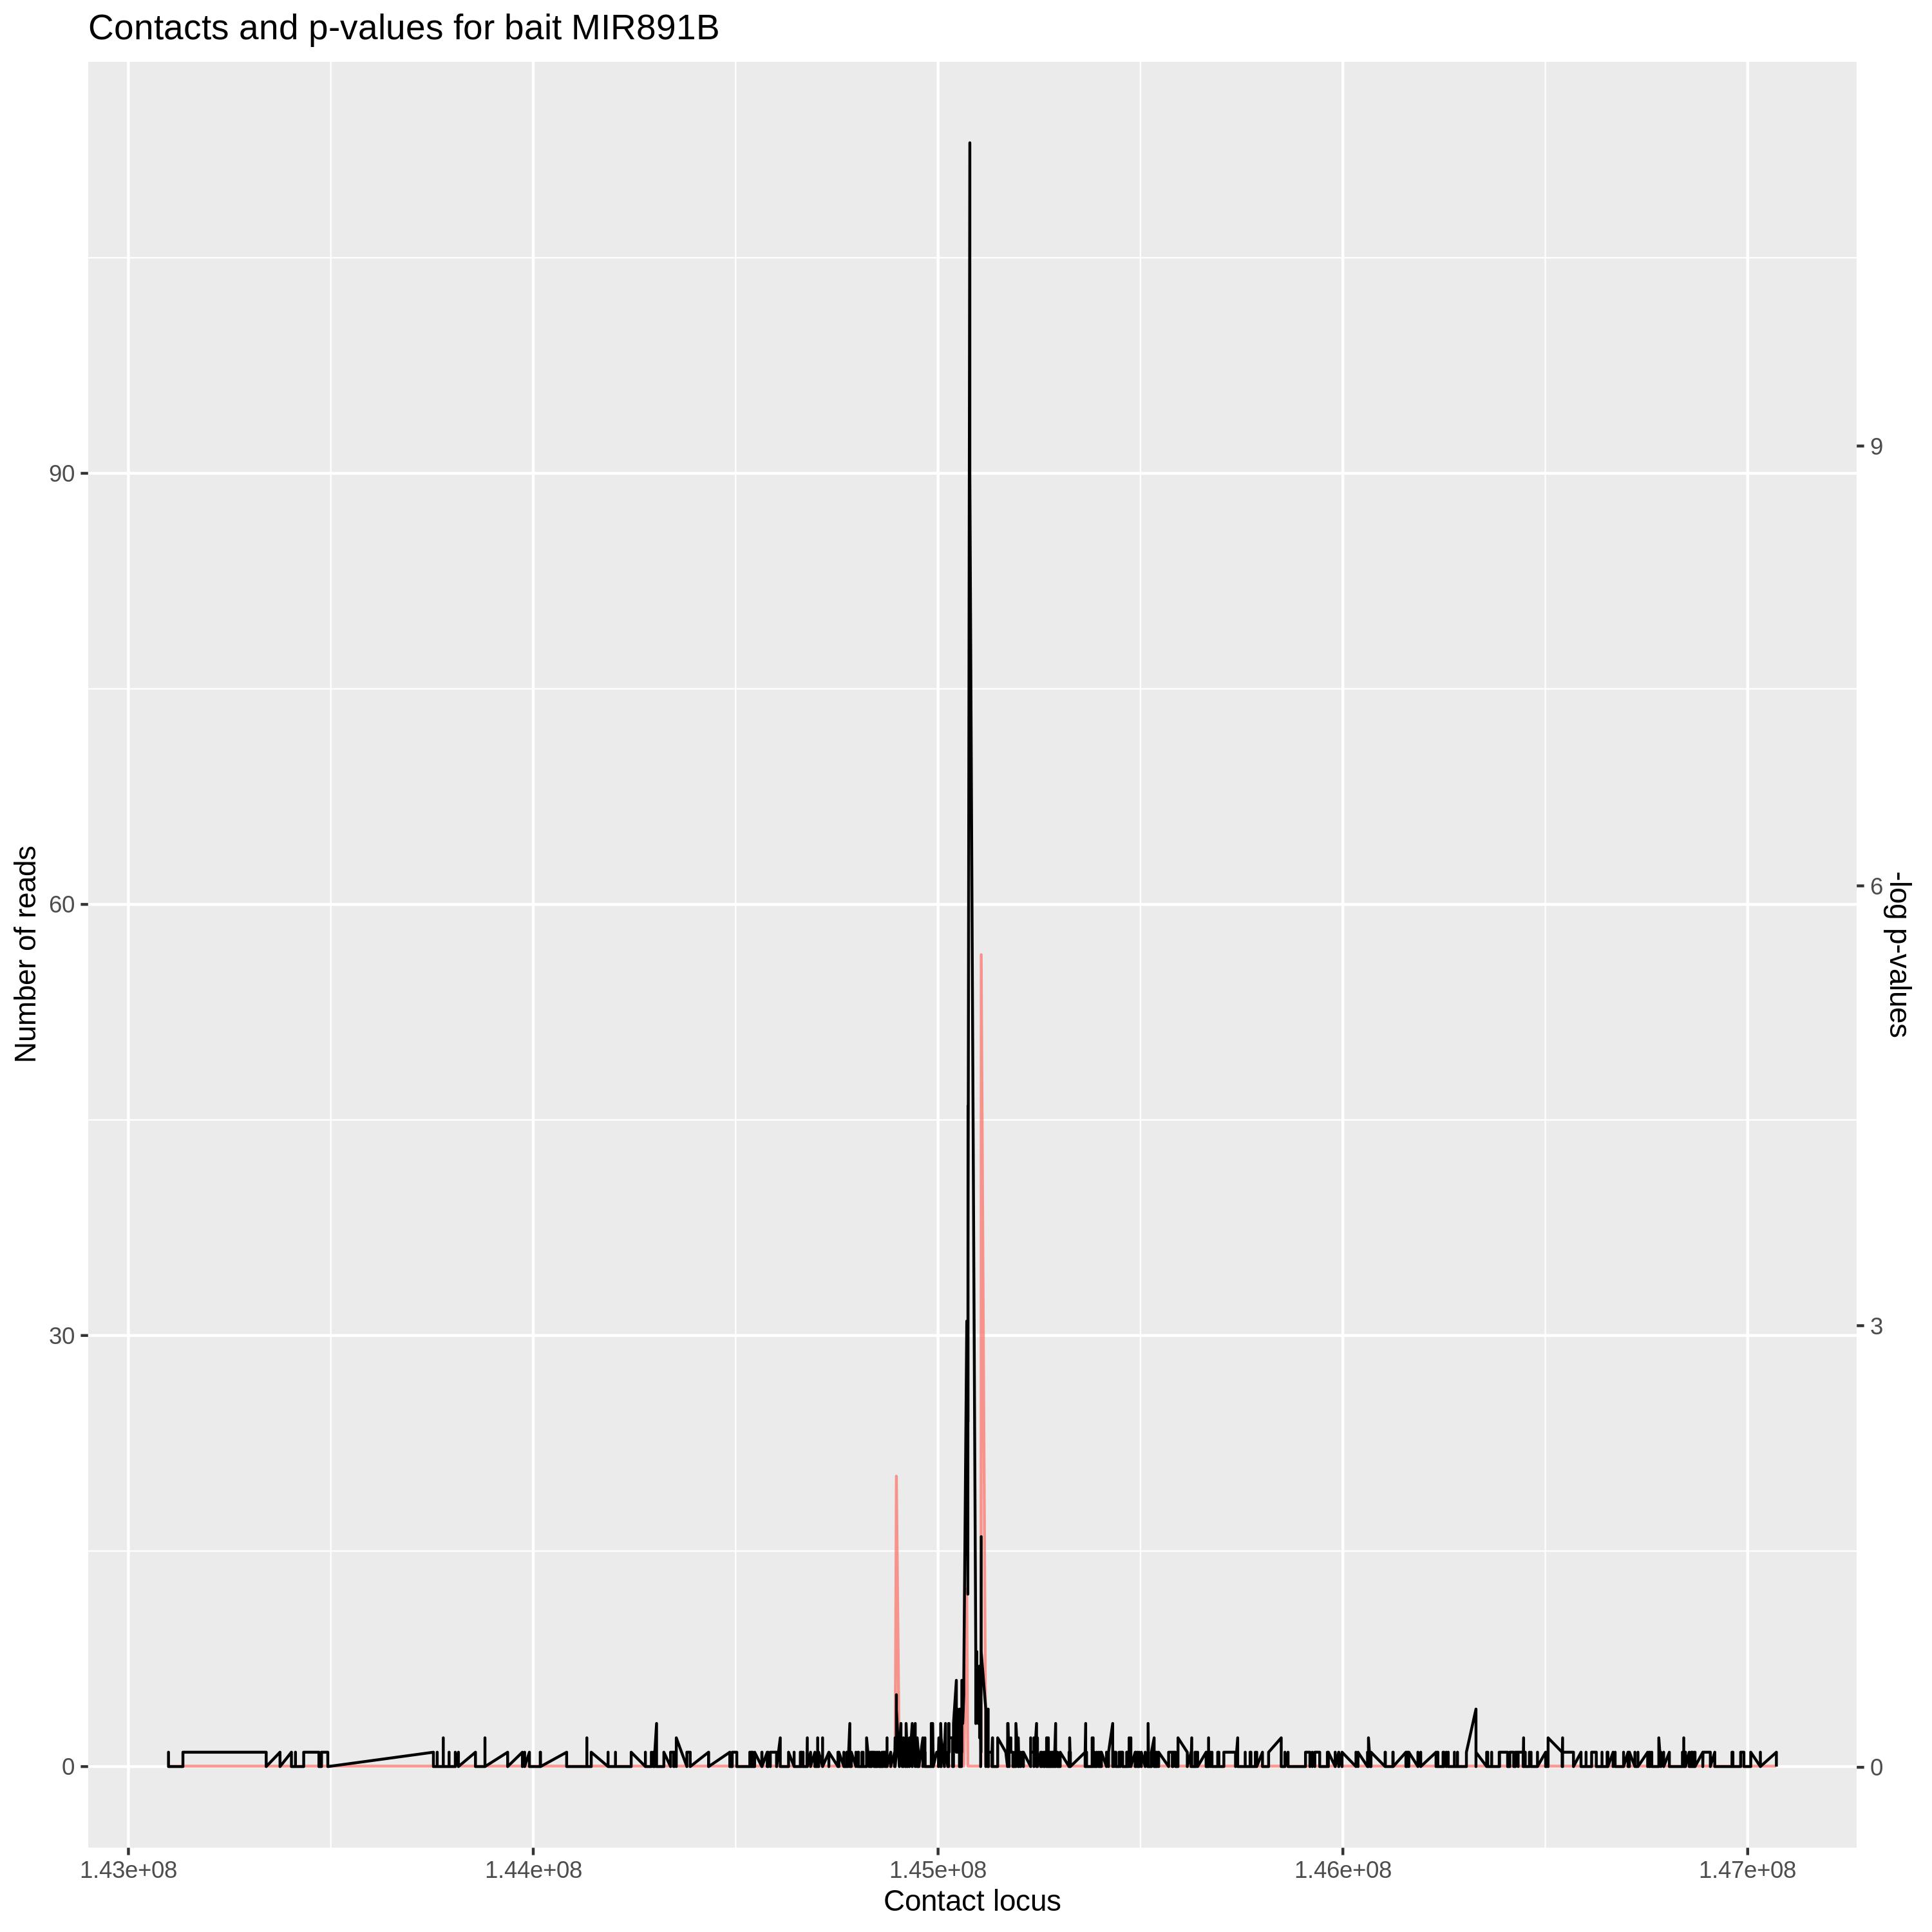 Contacts and p-values for bait MIR891B
Number of reads
90
60
30
0
9
6
3
0
-log p-values
1.43e+08 1.44e+08 1.45e+08 1.46e+08 1.47e+08
Contact locus